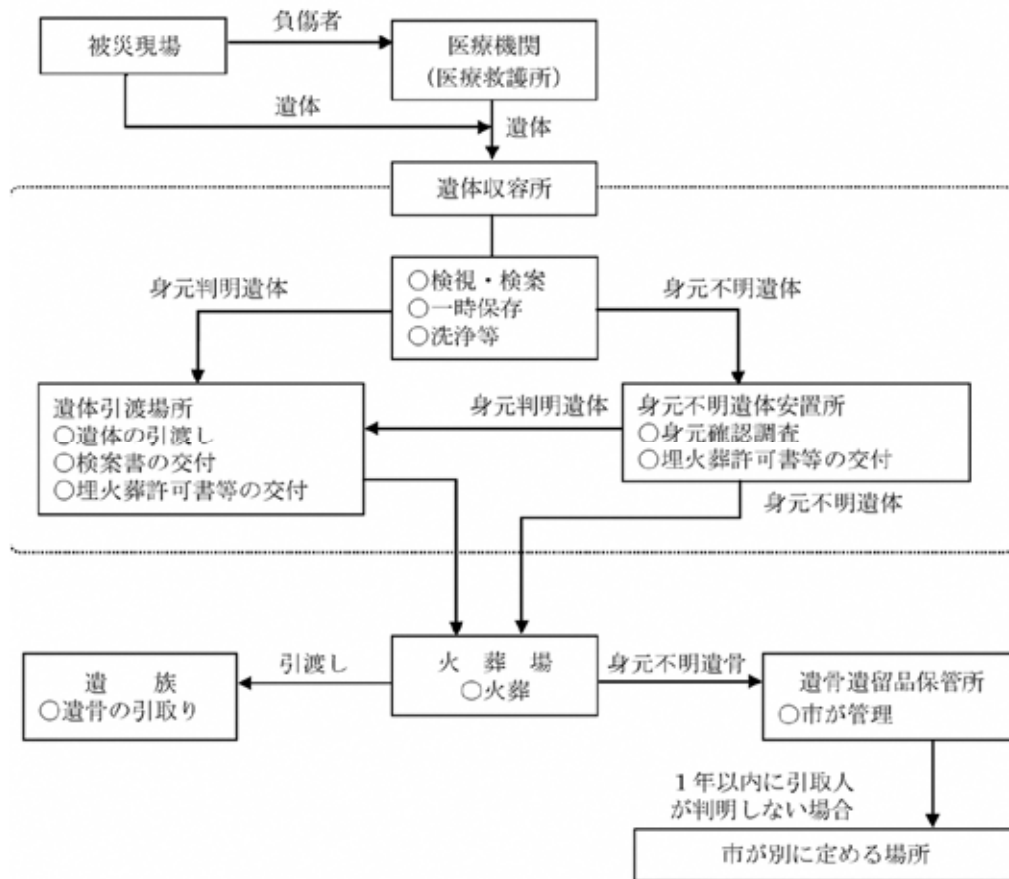 負傷者
被災現場
医療機関
（医療救護所）
遺体
遺体
遺体収容所
○検視・検案
○一時保存
○洗浄等
身元判明遺体
身元不明遺体
遺体引渡場所
○遺体の引渡し
○検案書の交付
○埋火葬許可書等の交付
身元判明遺体
身元不明遺体安置所
○身元確認調査
○埋火葬許可書等の交付
身元不明遺体
火　葬　場
○火葬
引渡し
遺　　族
○遺骨の引取り
身元不明遺骨
遺骨遺留品保管所
○市が管理
１年以内に引取人
が判明しない場合
市が別に定める場所